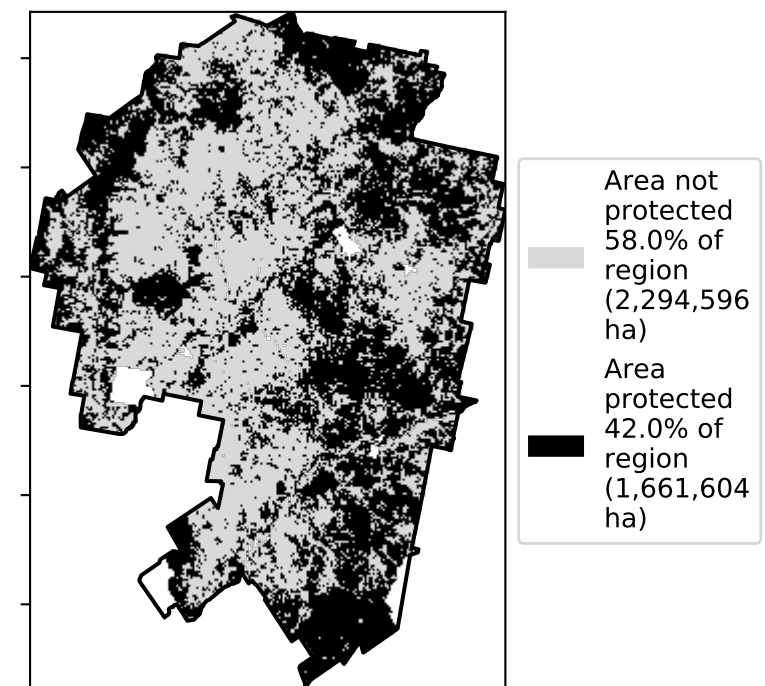 Area not
protected
58.0% of
region
(2,294,596
ha)
Area
protected
42.0% of
region
(1,661,604
ha)